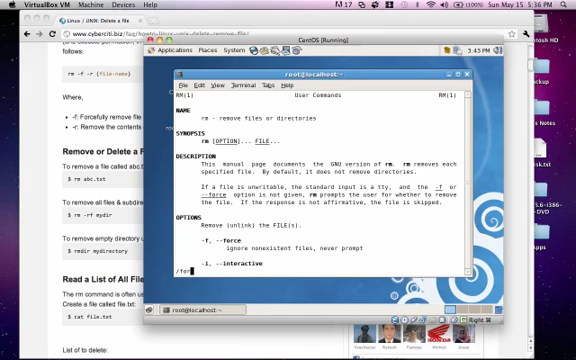 VirtualBox VM Machine Devices Help
17 (100%) Sun May 15 5:36 PM
Linux / UNIX: Delete a file
www.cyberciti.biz/faq/howto-linux-unix-delete-remove-file/
CentOS [Running]
Applications Places System
3:43 PM
follows:
rm -f -r {file-name}
Where,
-f: Forcefully remove file
-r: Remove the contents
Remove or Delete a F
To remove a file called abc.t
$ rm abc.txt
To remove all files & subdire
$ rm -rf mydir
To remove empty directory u
$ rmdir mydirectory
Read a List of All File
The rm command is often us
Create a file called file.txt:
$ cat file.txt
List of to delete:
root@localhost:~
File Edit View Terminal Tabs Help
RM(1) User Commands RM(1)
NAME
rm - remove files or directories
SYNOPSIS
rm [OPTION]... FILE...
DESCRIPTION
This manual page documents the GNU version of rm. rm removes each
specified file. By default, it does not remove directories.
If a file is unwritable, the standard input is a tty, and the -f or
--force option is not given, rm prompts the user for whether to remove
the file. If the response is not affirmative, the file is skipped.
OPTIONS
Remove (unlink) the FILE(s).
-f, --force
ignore nonexistent files, never prompt
-i, --interactive
/for
root@localhost:~
Right ⌘